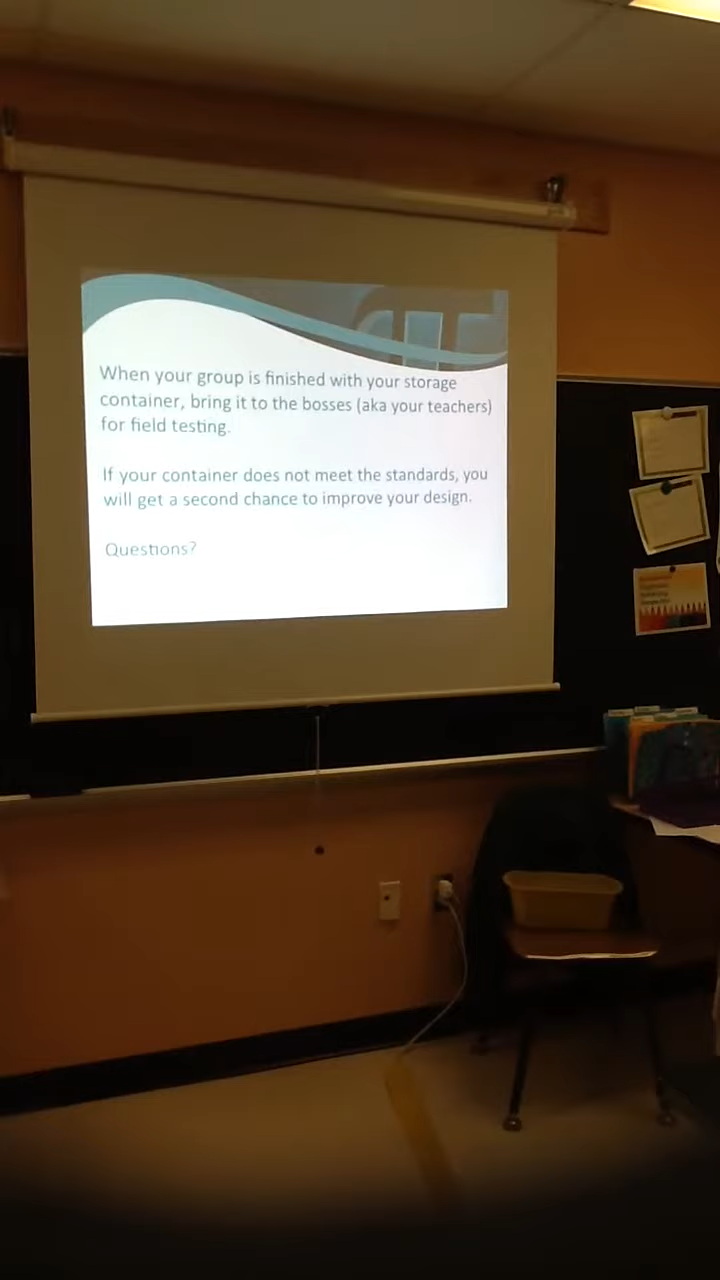 When your group is finished with your storage
container, bring it to the bosses (aka your teachers)
for field testing.
If your container does not meet the standards, you
will get a second chance to improve your design.
Questions?